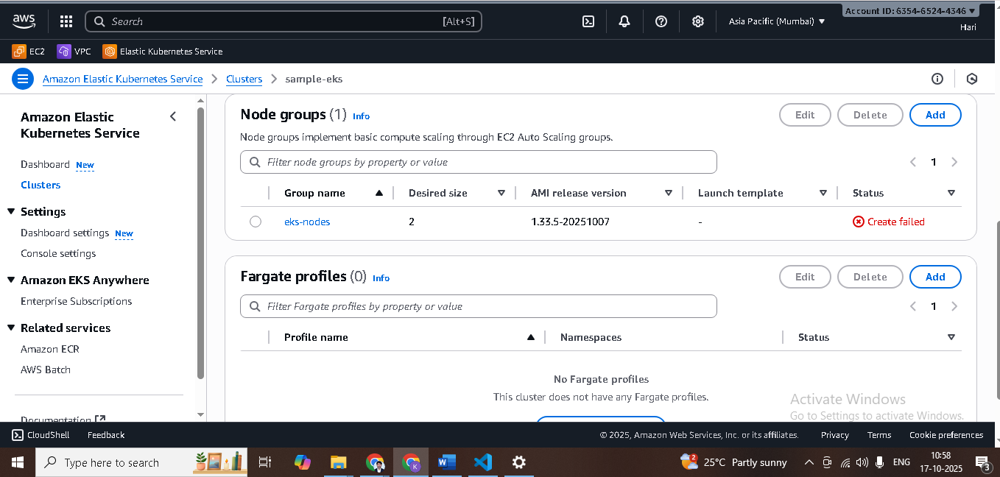 aws
Search
[Alt+S]
Asia Pacific (Mumbai) ▼
Account ID: 6354-6524-4346 ▼
Hari
EC2
VPC
Elastic Kubernetes Service
Amazon Elastic Kubernetes Service > Clusters > sample-eks
Amazon Elastic
Kubernetes Service
Dashboard New
Clusters
Settings
Dashboard settings New
Console settings
Amazon EKS Anywhere
Enterprise Subscriptions
Related services
Amazon ECR
AWS Batch
Documentation
Node groups (1) Info
Edit
Delete
Add
Node groups implement basic compute scaling through EC2 Auto Scaling groups.
Filter node groups by property or value
1
Group name
Desired size
AMI release version
Launch template
Status
eks-nodes
2
1.33.5-20251007
-
Create failed
Fargate profiles (0) Info
Edit
Delete
Add
Filter Fargate profiles by property or value
1
Profile name
Namespaces
Status
No Fargate profiles
This cluster does not have any Fargate profiles.
Activate Windows
Go to Settings to activate Windows.
CloudShell
Feedback
© 2025, Amazon Web Services, Inc. or its affiliates.
Privacy
Terms
Cookie preferences
Type here to search
K
2
25°C Partly sunny
ENG
10:58
17-10-2025
3